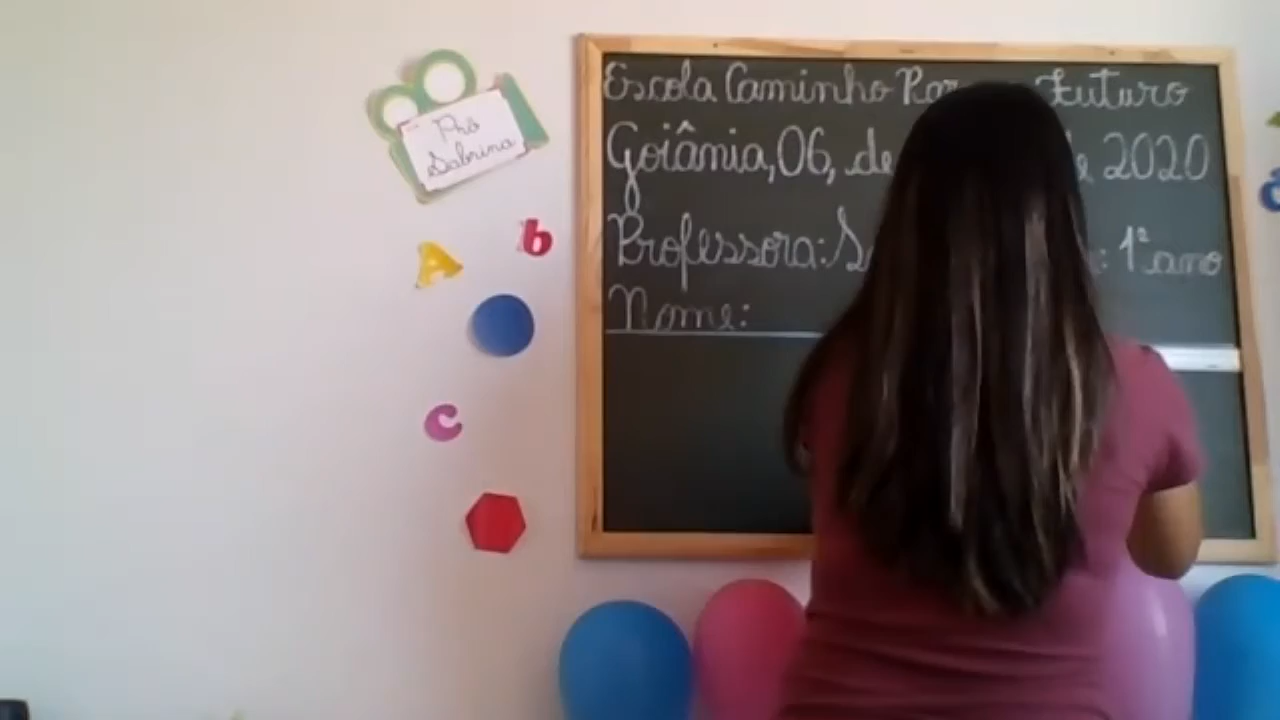 Prô
Sabrina
A
b
c
Escola Caminho Futuro
Goiânia, 06, de 2020
Professora: : 1º ano
Nome: